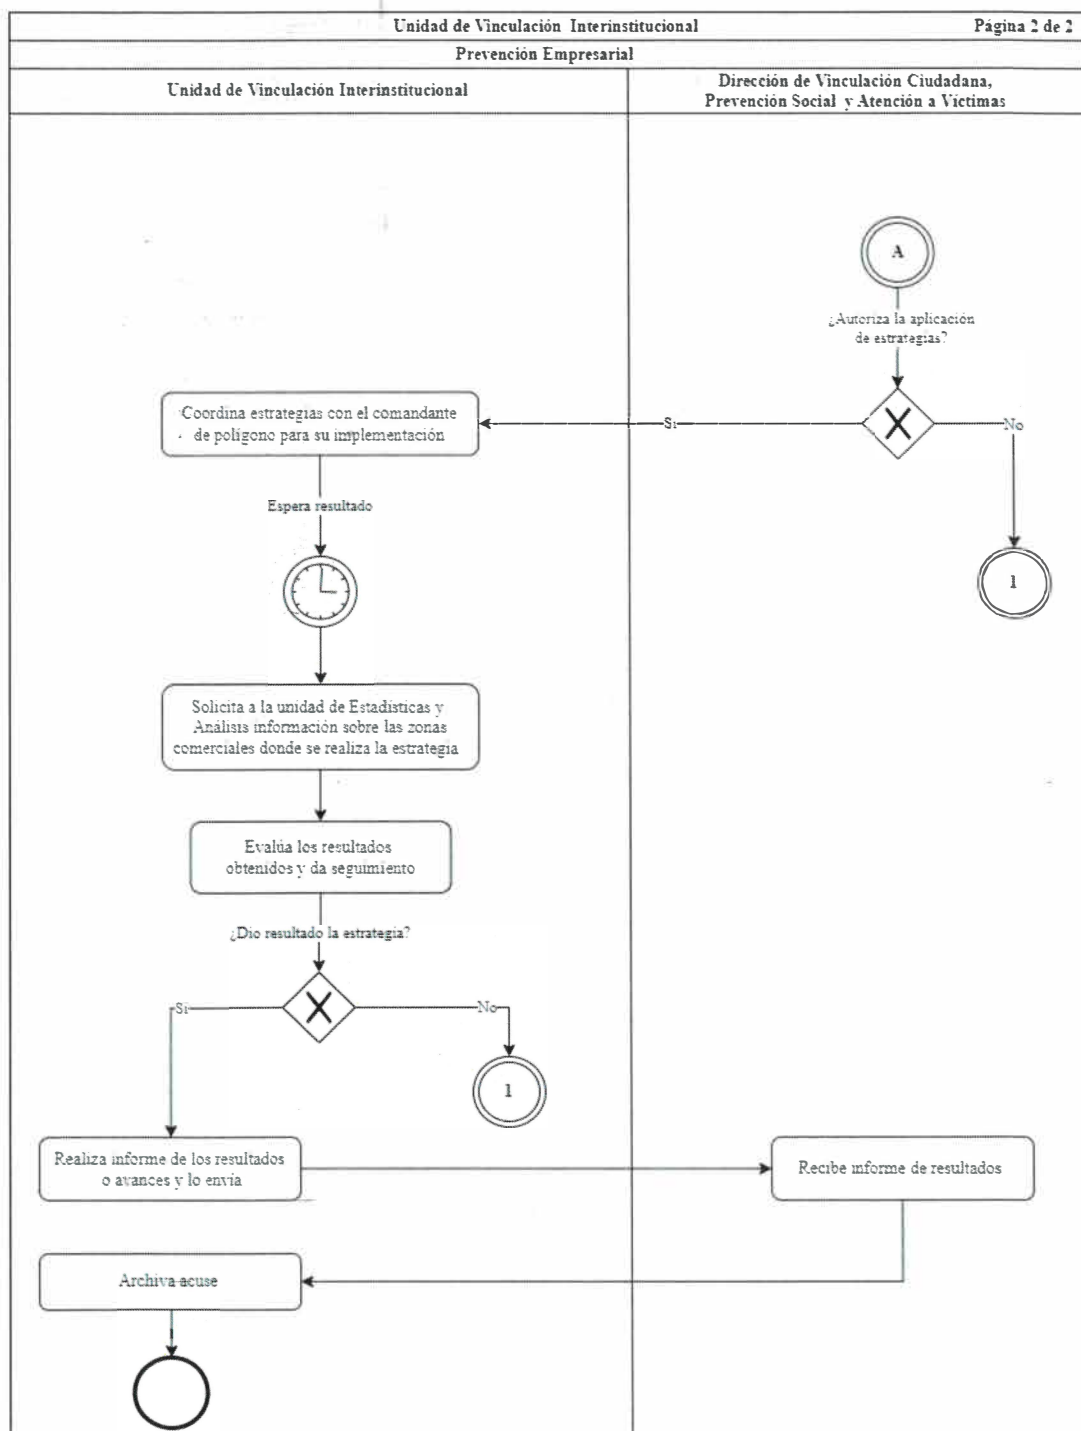 Unidad de Vinculación Interinstitucional
Página 2 de 2
Prevención Empresarial
Unidad de Vinculación Interinstitucional
Dirección de Vinculación Ciudadana,
Prevención Social y Atención a Víctimas
A
¿Autoriza la aplicación
de estrategias?
Coordina estrategias con el comandante
de polígono para su implementación
Si
No
Espera resultado
1
Solicita a la unidad de Estadísticas y
Análisis información sobre las zonas
comerciales donde se realiza la estrategia
Evalúa los resultados
obtenidos y da seguimiento
¿Dio resultado la estrategia?
Si
No
1
Realiza informe de los resultados
o avances y lo envía
Recibe informe de resultados
Archiva acuse